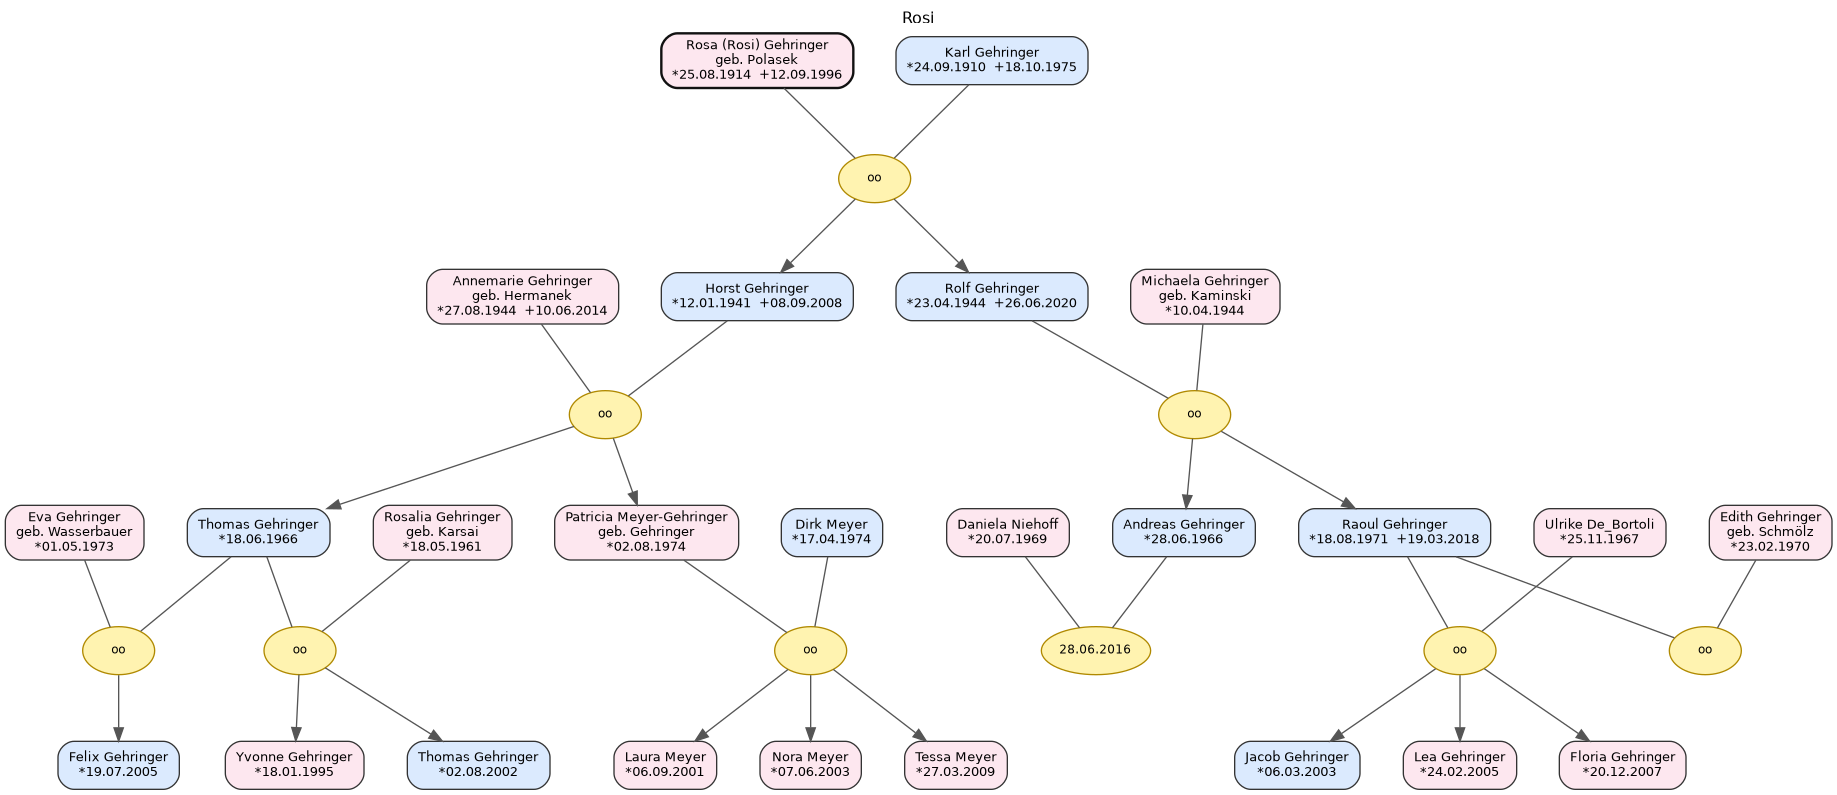 Rosi
Rosa (Rosi) Gehringer
geb. Polasek
*25.08.1914  +12.09.1996
Karl Gehringer
*24.09.1910  +18.10.1975
oo
Annemarie Gehringer
geb. Hermanek
*27.08.1944  +10.06.2014
Horst Gehringer
*12.01.1941  +08.09.2008
Rolf Gehringer
*23.04.1944  +26.06.2020
Michaela Gehringer
geb. Kaminski
*10.04.1944
oo
oo
Eva Gehringer
geb. Wasserbauer
*01.05.1973
Thomas Gehringer
*18.06.1966
Rosalia Gehringer
geb. Karsai
*18.05.1961
Patricia Meyer-Gehringer
geb. Gehringer
*02.08.1974
Dirk Meyer
*17.04.1974
Daniela Niehoff
*20.07.1969
Andreas Gehringer
*28.06.1966
Raoul Gehringer
*18.08.1971  +19.03.2018
Ulrike De_Bortoli
*25.11.1967
Edith Gehringer
geb. Schmölz
*23.02.1970
oo
oo
oo
28.06.2016
oo
oo
Felix Gehringer
*19.07.2005
Yvonne Gehringer
*18.01.1995
Thomas Gehringer
*02.08.2002
Laura Meyer
*06.09.2001
Nora Meyer
*07.06.2003
Tessa Meyer
*27.03.2009
Jacob Gehringer
*06.03.2003
Lea Gehringer
*24.02.2005
Floria Gehringer
*20.12.2007